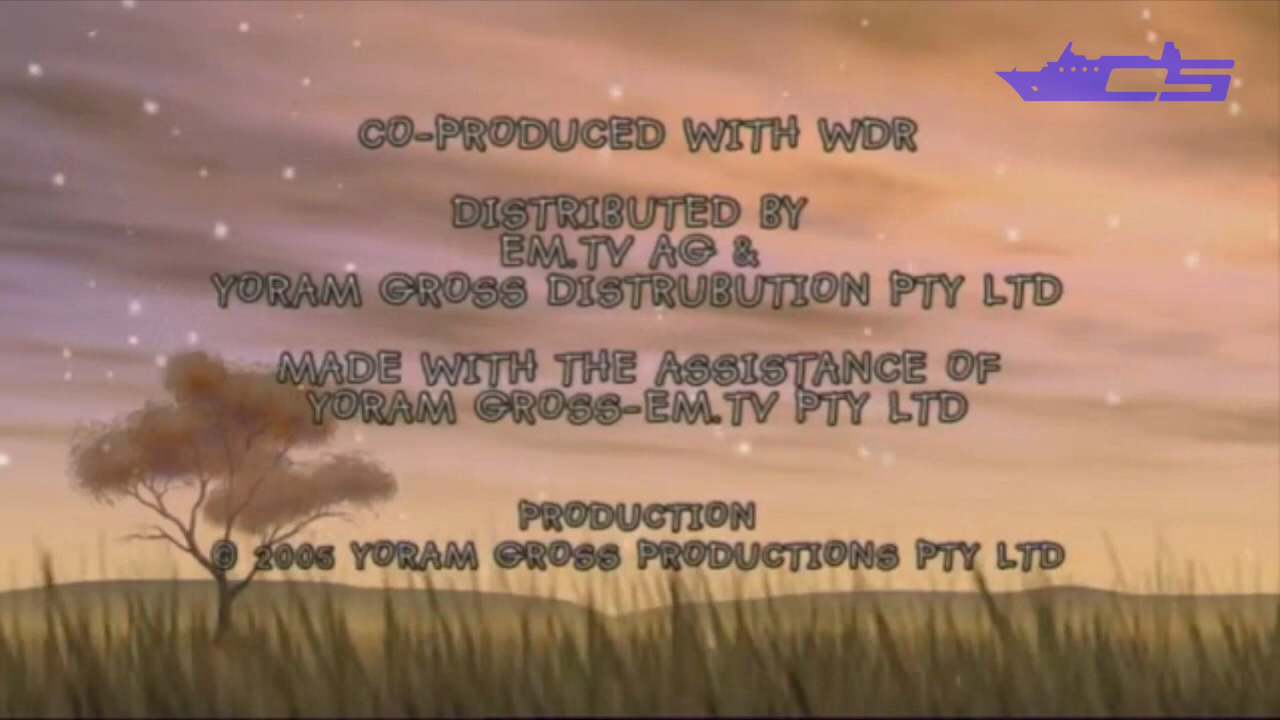 CS
CO-PRODUCED WITH WDR
DISTRIBUTED BY
EM.TV AG &
YORAM GROSS DISTRUBUTION PTY LTD
MADE WITH THE ASSISTANCE OF
YORAM GROSS-EM.TV PTY LTD
PRODUCTION
© 2005 YORAM GROSS PRODUCTIONS PTY LTD